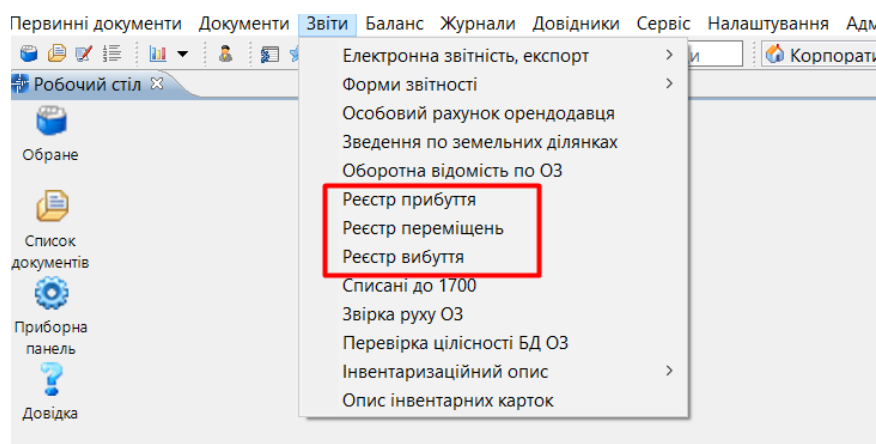 Первинні документи Документи Звіти Баланс Журнали Довідники Сервіс Налаштування Адм
и Корпорати
Робочий стіл
Обране
Список
документів
Приборна
панель
Довідка
Електронна звітність, експорт
Форми звітності
Особовий рахунок орендодавця
Зведення по земельних ділянках
Оборотна відомість по ОЗ
Реєстр прибуття
Реєстр переміщень
Реєстр вибуття
Списані до 1700
Звірка руху ОЗ
Перевірка цілісності БД ОЗ
Інвентаризаційний опис
Опис інвентарних карток